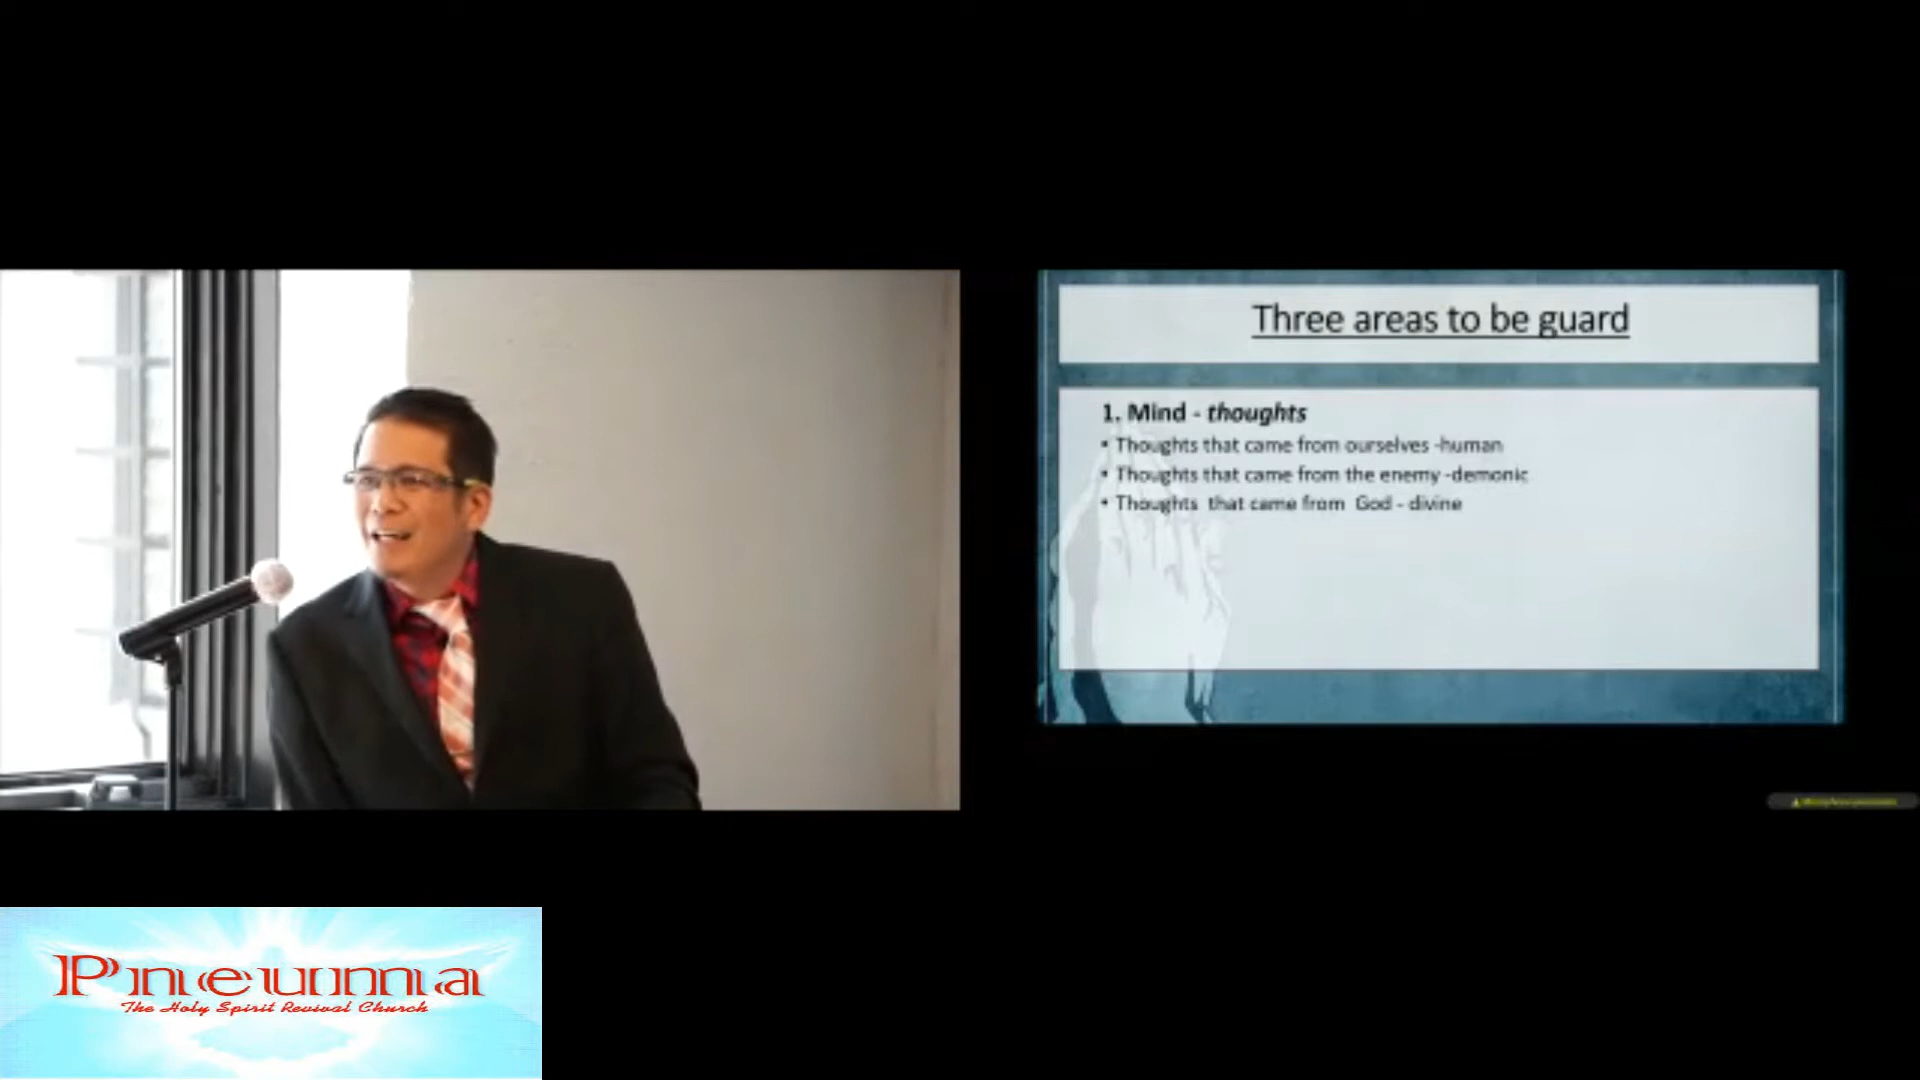 Three areas to be guard
1. Mind - thoughts
• Thoughts that came from ourselves -human
• Thoughts that came from the enemy -demonic
• Thoughts that came from God - divine
Pneuma
The Holy Spirit Revival Church